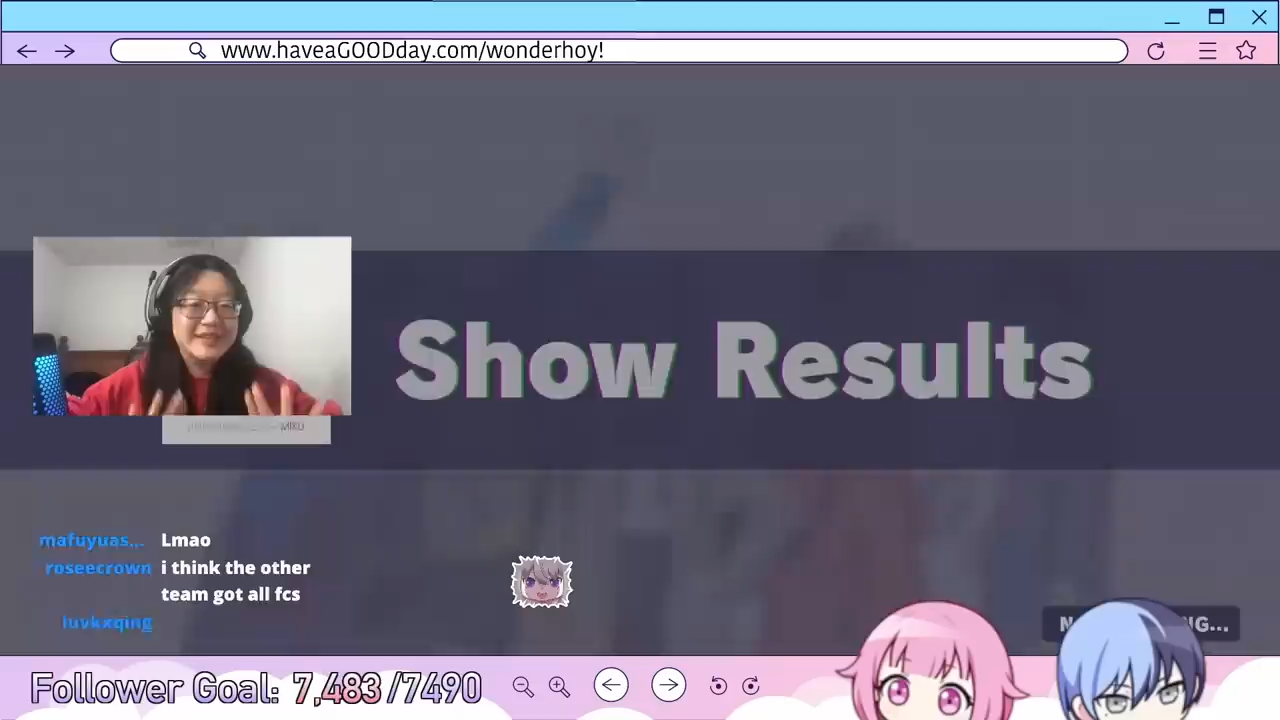 www.haveaGOODday.com/wonderhoy!
Show Results
MIKU
mafuyuas... Lmao
roseecrown i think the other
team got all fcs
luvkxqing
Follower Goal: 7,483 /7490